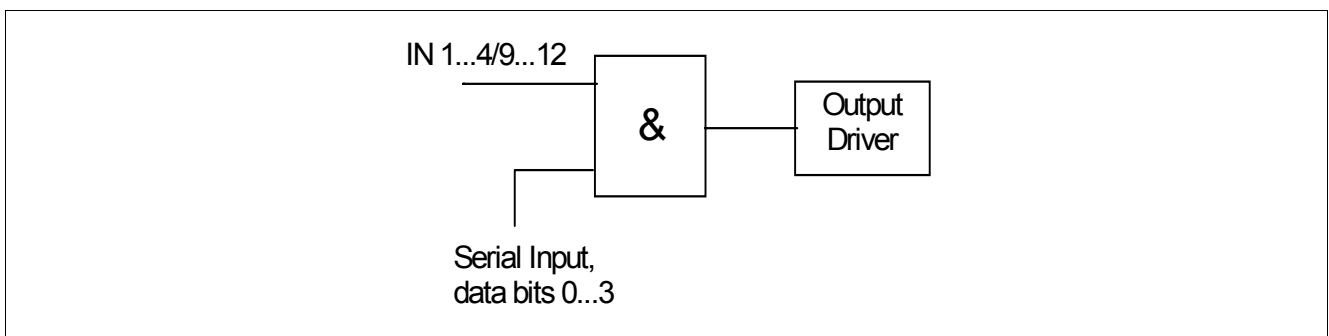 IN 1...4/9...12
&
Output
Driver
Serial Input,
data bits 0...3